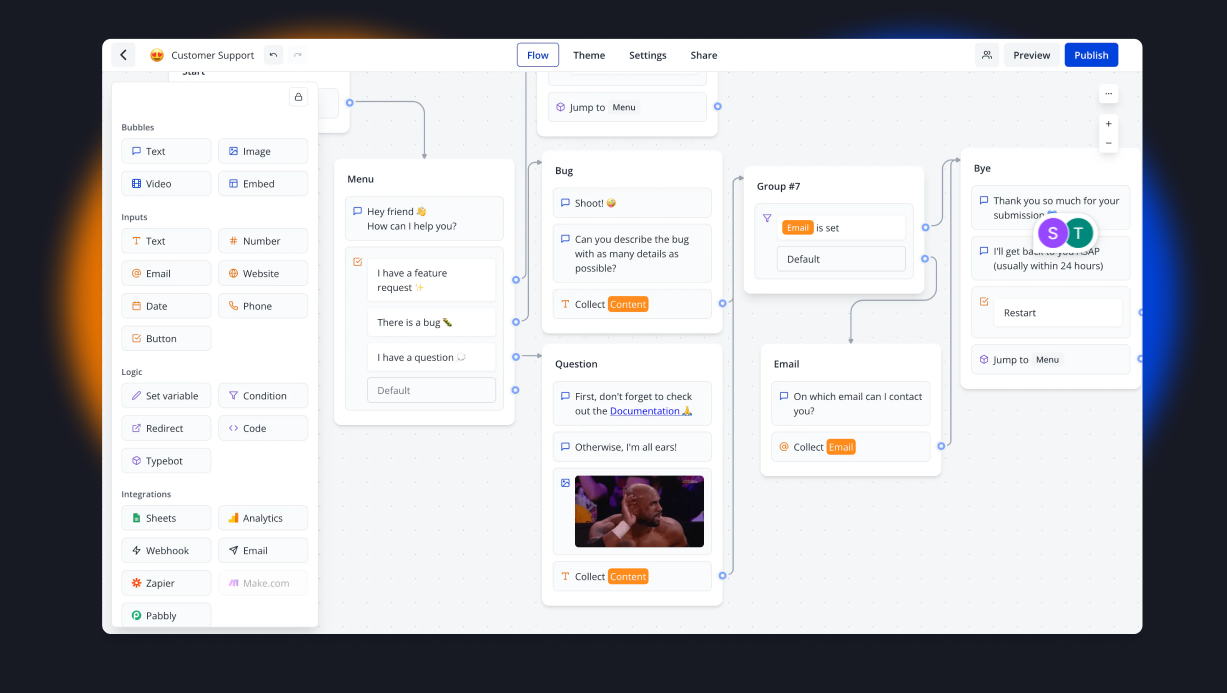 Customer Support
Flow
Theme
Settings
Share
Preview
Publish
Start
Bubbles
Text
Image
Video
Embed
Inputs
Text
Number
Email
Website
Date
Phone
Button
Logic
Set variable
Condition
Redirect
Code
Typebot
Integrations
Sheets
Analytics
Webhook
Email
Zapier
Make.com
Pabbly
Menu
Hey friend 👋
How can I help you?
I have a feature
request ✨
There is a bug 🐛
I have a question 💭
Default
Jump to Menu
Bug
Shoot! 🤪
Can you describe the bug
with as many details as
possible?
Collect Content
Question
First, don't forget to check
out the Documentation 🙏
Otherwise, I'm all ears!
Collect Content
Group #7
Email is set
Default
Email
On which email can I contact
you?
Collect Email
Bye
Thank you so much for your
submission
S
T
I'll get back to you ASAP
(usually within 24 hours)
Restart
Jump to Menu